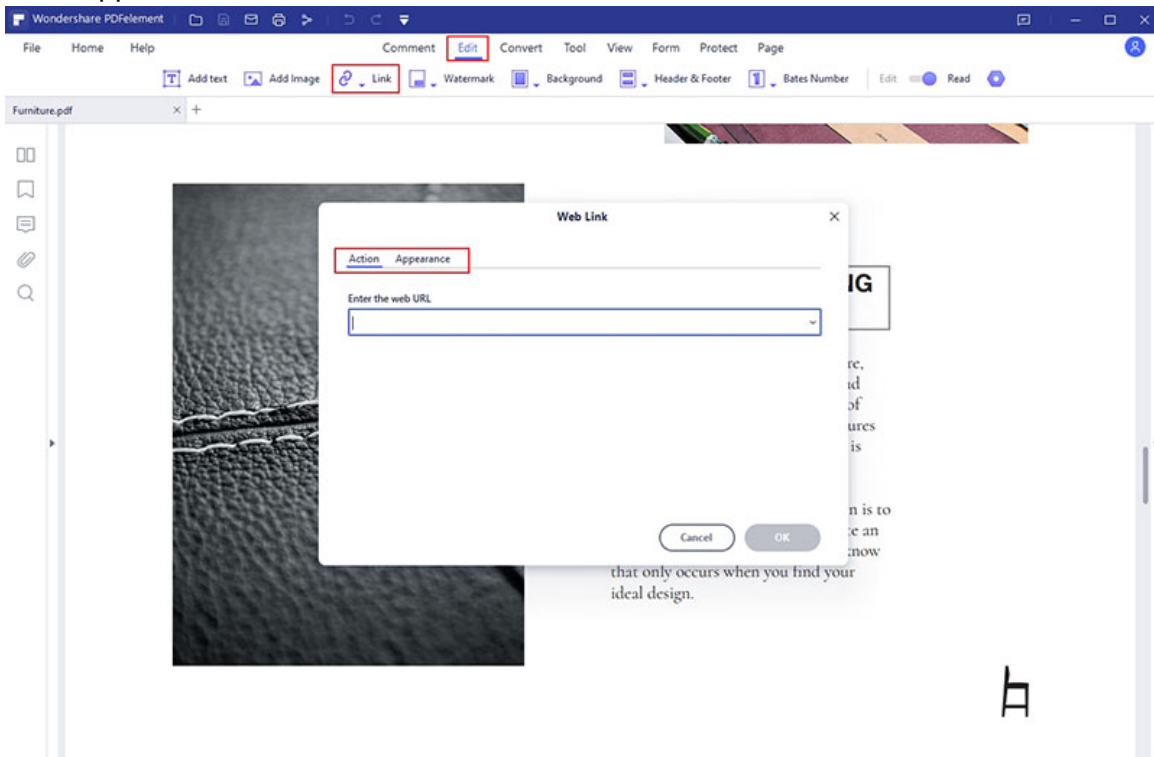 Wondershare PDFelement
File Home Help Comment Edit Convert Tool View Form Protect Page
Add text Add Image Link Watermark Background Header & Footer Bates Number Edit Read
Furniture.pdf × +
Web Link
Action Appearance
IG
Enter the web URL
re,
id
of
ures
is
n is to
Cancel OK
te an
know
that only occurs when you find your
ideal design.